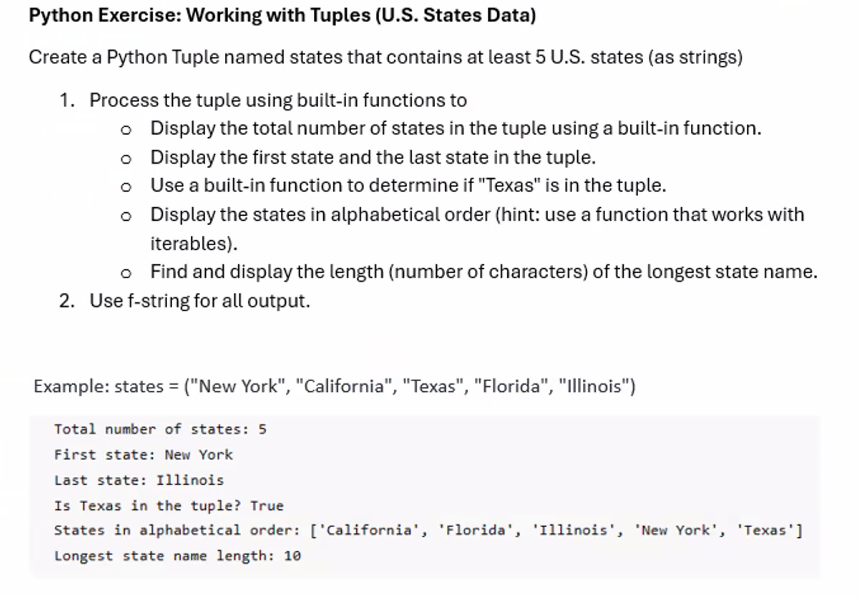 Python Exercise: Working with Tuples (U.S. States Data)
Create a Python Tuple named states that contains at least 5 U.S. states (as strings)
1. Process the tuple using built-in functions to
o Display the total number of states in the tuple using a built-in function.
o Display the first state and the last state in the tuple.
o Use a built-in function to determine if "Texas" is in the tuple.
o Display the states in alphabetical order (hint: use a function that works with
iterables).
o Find and display the length (number of characters) of the longest state name.
2. Use f-string for all output.
Example: states = ("New York", "California", "Texas", "Florida", "Illinois")
Total number of states: 5
First state: New York
Last state: Illinois
Is Texas in the tuple? True
States in alphabetical order: ['California', 'Florida', 'Illinois', 'New York', 'Texas']
Longest state name length: 10